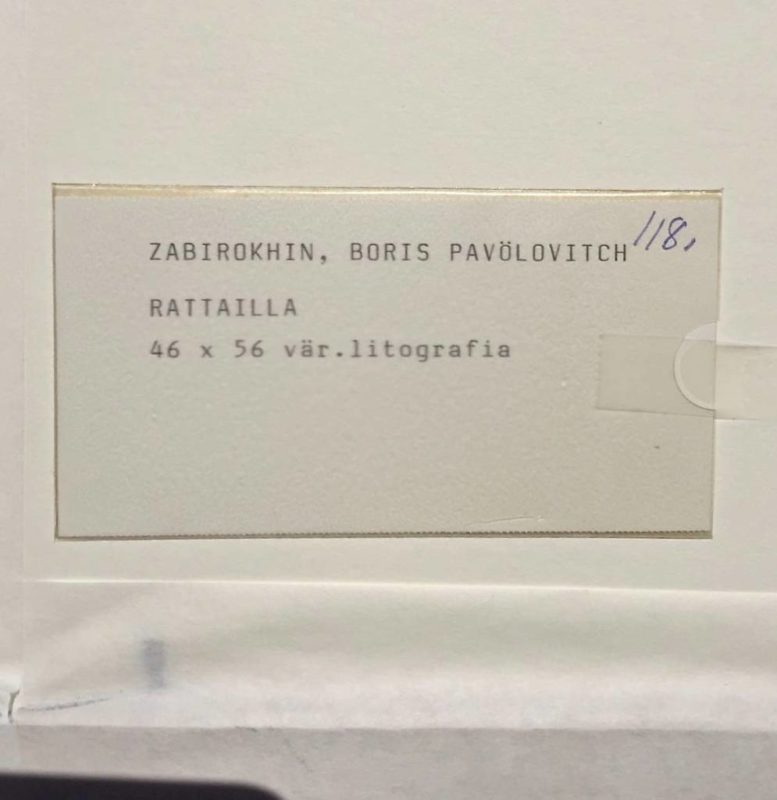 118,
ZABIROKHIN, BORIS PAVÖLOVITCH
RATTAILLA
46 x 56 vär.litografia